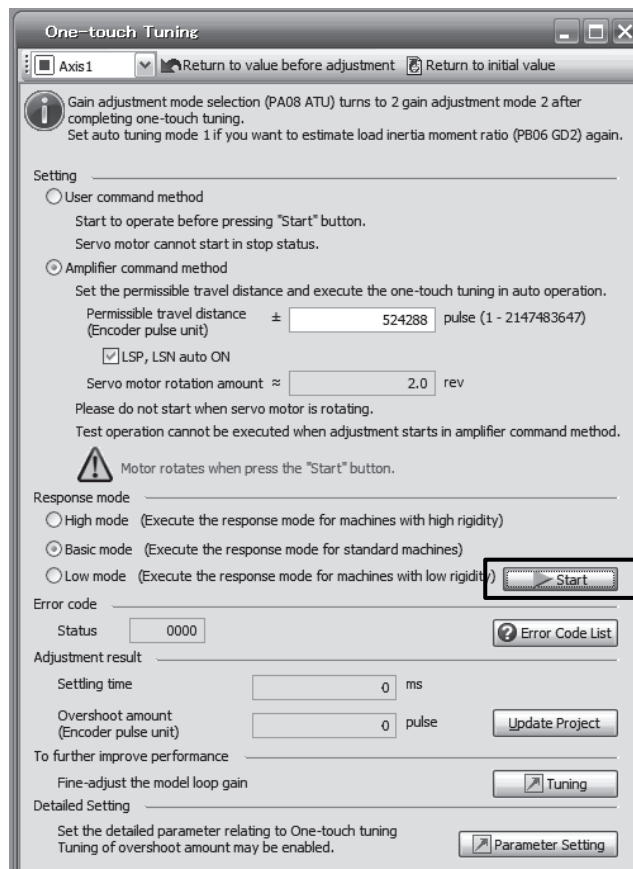 One-touch Tuning
Axis1 Return to value before adjustment Return to initial value
Gain adjustment mode selection (PA08 ATU) turns to 2 gain adjustment mode 2 after
completing one-touch tuning.
Set auto tuning mode 1 if you want to estimate load inertia moment ratio (PB06 GD2) again.
Setting
User command method
Start to operate before pressing "Start" button.
Servo motor cannot start in stop status.
Amplifier command method
Set the permissible travel distance and execute the one-touch tuning in auto operation.
Permissible travel distance
(Encoder pulse unit)
± 524288 pulse (1 - 2147483647)
LSP, LSN auto ON
Servo motor rotation amount ≈ 2.0 rev
Please do not start when servo motor is rotating.
Test operation cannot be executed when adjustment starts in amplifier command method.
Motor rotates when press the "Start" button.
Response mode
High mode (Execute the response mode for machines with high rigidity)
Basic mode (Execute the response mode for standard machines)
Low mode (Execute the response mode for machines with low rigidity) Start
Error code
Status 0000 Error Code List
Adjustment result
Settling time 0 ms
Overshoot amount
(Encoder pulse unit)
0 pulse Update Project
To further improve performance
Fine-adjust the model loop gain Tuning
Detailed Setting
Set the detailed parameter relating to One-touch tuning
Tuning of overshoot amount may be enabled. Parameter Setting